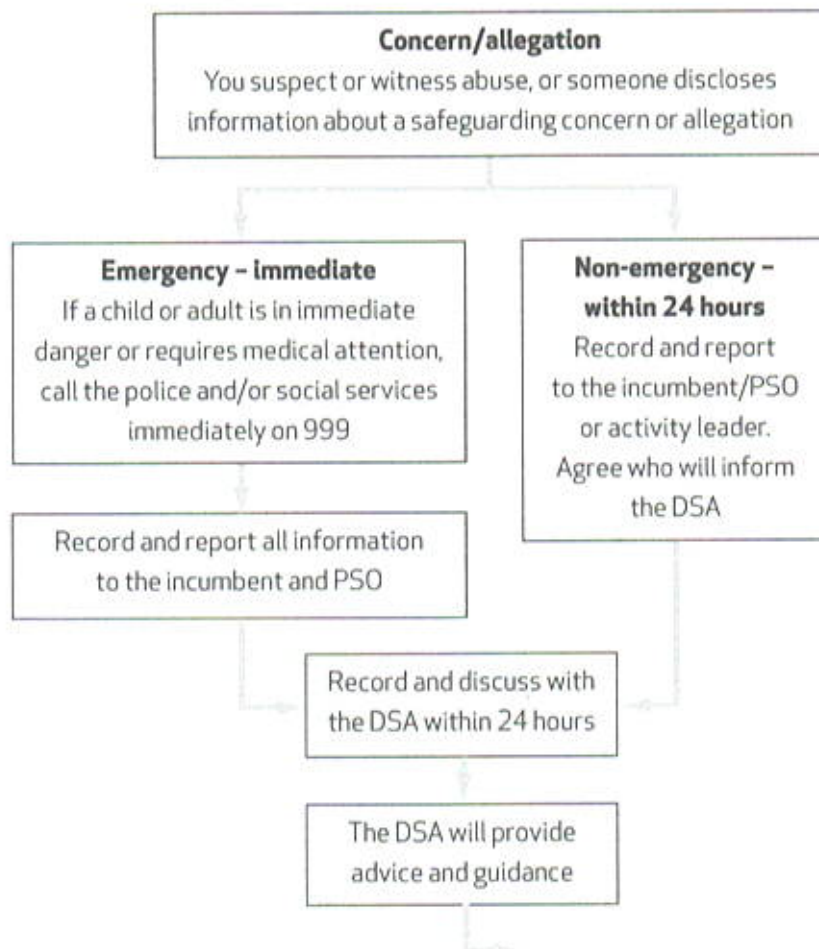 Concern/allegation
You suspect or witness abuse, or someone discloses
information about a safeguarding concern or allegation
Emergency – immediate
If a child or adult is in immediate
danger or requires medical attention,
call the police and/or social services
immediately on 999
Non-emergency –
within 24 hours
Record and report
to the incumbent/PSO
or activity leader.
Agree who will inform
the DSA
Record and report all information
to the incumbent and PSO
Record and discuss with
the DSA within 24 hours
The DSA will provide
advice and guidance